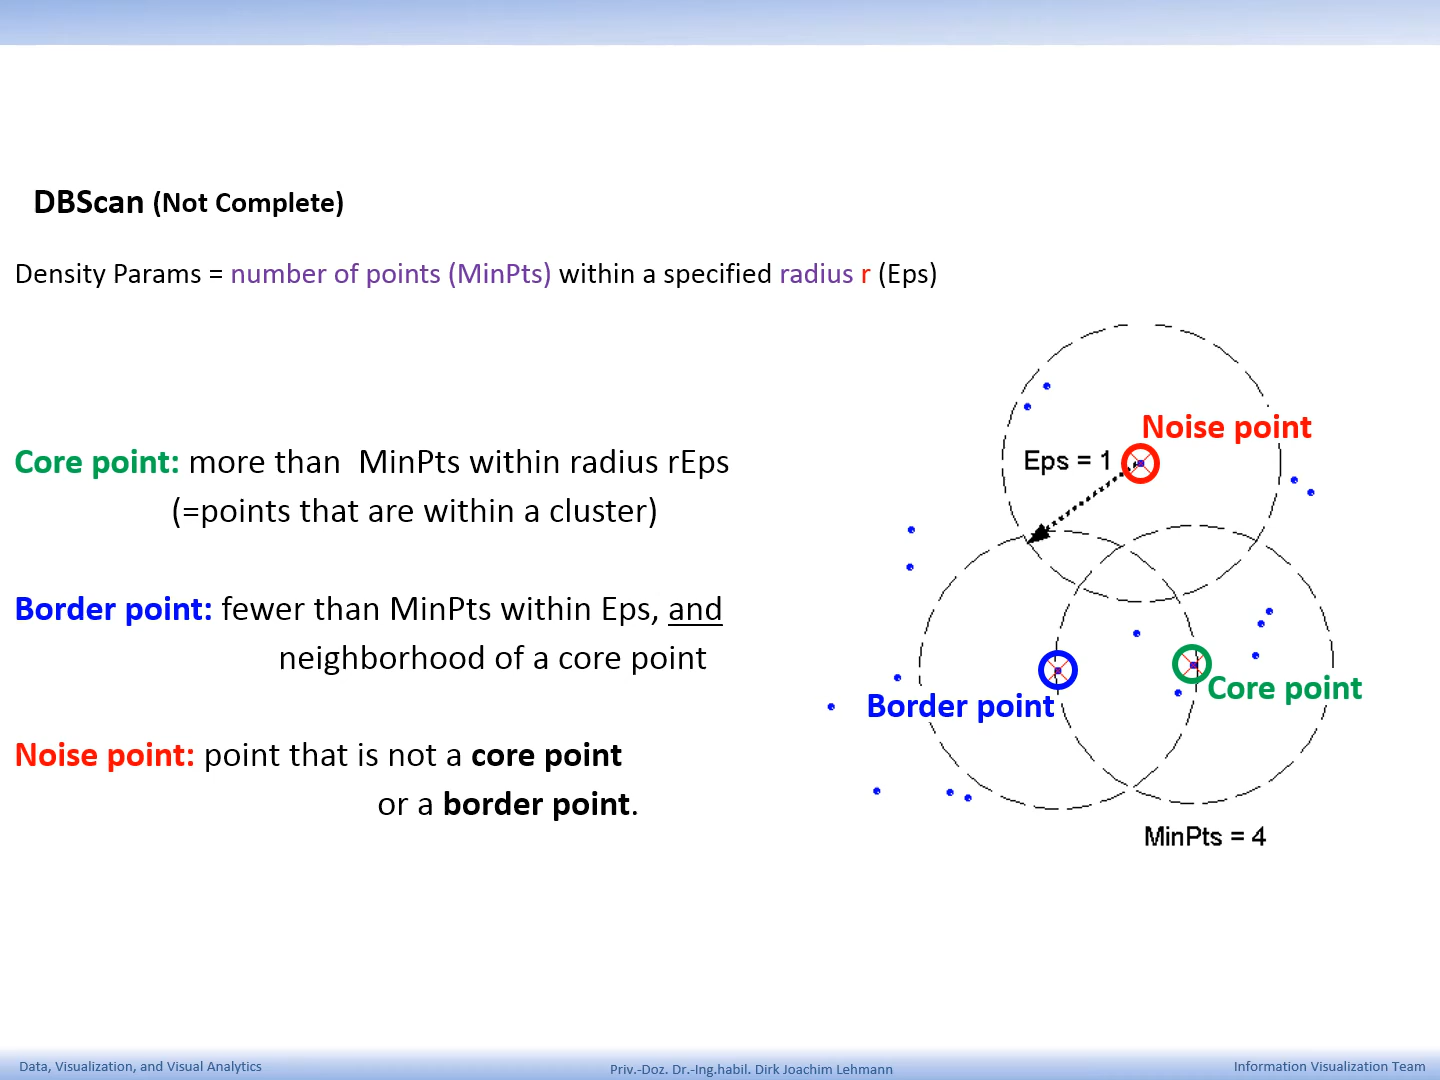 DBScan (Not Complete)
Density Params = number of points (MinPts) within a specified radius r (Eps)
Core point: more than  MinPts within radius rEps
(=points that are within a cluster)
Border point: fewer than MinPts within Eps, and
neighborhood of a core point
Noise point: point that is not a core point
or a border point.
Noise point
Eps = 1
Core point
Border point
MinPts = 4
Data, Visualization, and Visual Analytics
Priv.-Doz. Dr.-Ing.habil. Dirk Joachim Lehmann
Information Visualization Team